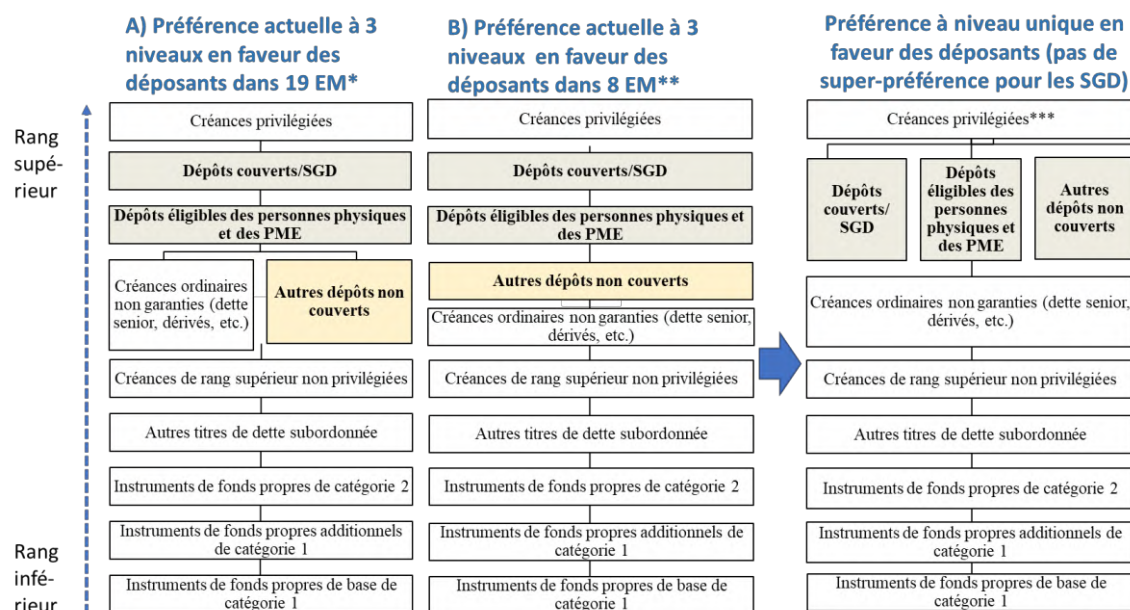 A) Préférence actuelle à 3
niveaux en faveur des
déposants dans 19 EM*
B) Préférence actuelle à 3
niveaux en faveur des
déposants dans 8 EM**
Préférence à niveau unique en
faveur des déposants (pas de
super-préférence pour les SGD)
Rang
supé-
rieur
Rang
infé-
rieur
Créances privilégiées
Dépôts couverts/SGD
Dépôts éligibles des personnes physiques
et des PME
Créances ordinaires
non garanties (dette
senior, dérivés, etc.)
Autres dépôts non
couverts
Créances de rang supérieur non privilégiées
Autres titres de dette subordonnée
Instruments de fonds propres de catégorie 2
Instruments de fonds propres additionnels
de catégorie 1
Instruments de fonds propres de base de
catégorie 1
Créances privilégiées
Dépôts couverts/SGD
Dépôts éligibles des personnes physiques et
des PME
Autres dépôts non couverts
Créances ordinaires non garanties (dette senior,
dérivés, etc.)
Créances de rang supérieur non privilégiées
Autres titres de dette subordonnée
Instruments de fonds propres de catégorie 2
Instruments de fonds propres additionnels de
catégorie 1
Instruments de fonds propres de base de
catégorie 1
Créances privilégiées***
Dépôts
couverts/
SGD
Dépôts
éligibles des
personnes
physiques et
des PME
Autres
dépôts non
couverts
Créances ordinaires non garanties (dette senior,
dérivés, etc.)
Créances de rang supérieur non privilégiées
Autres titres de dette subordonnée
Instruments de fonds propres de catégorie 2
Instruments de fonds propres additionnels de
catégorie 1
Instruments de fonds propres de base de
catégorie 1